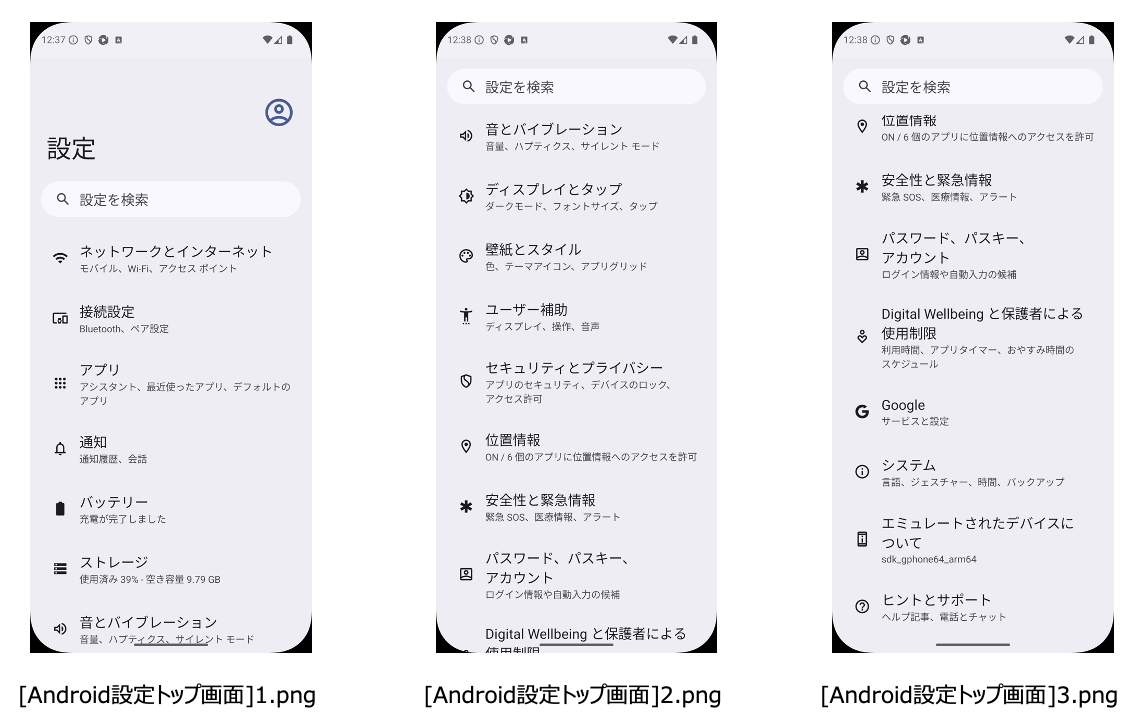 12:37
設定
設定を検索
ネットワークとインターネット
モバイル、Wi-Fi、アクセス ポイント
接続設定
Bluetooth、ペア設定
アプリ
アシスタント、最近使ったアプリ、デフォルトの
アプリ
通知
通知履歴、会話
バッテリー
充電が完了しました
ストレージ
使用済み 39% - 空き容量 9.79 GB
音とバイブレーション
音量、ハプティクス、サイレント モード
[Android設定トップ画面]1.png
12:38
設定を検索
音とバイブレーション
音量、ハプティクス、サイレント モード
ディスプレイとタップ
ダークモード、フォントサイズ、タップ
壁紙とスタイル
色、テーマアイコン、アプリグリッド
ユーザー補助
ディスプレイ、操作、音声
セキュリティとプライバシー
アプリのセキュリティ、デバイスのロック、
アクセス許可
位置情報
ON / 6 個のアプリに位置情報へのアクセスを許可
安全性と緊急情報
緊急 SOS、医療情報、アラート
パスワード、パスキー、
アカウント
ログイン情報や自動入力の候補
Digital Wellbeing と保護者による
使用制限
[Android設定トップ画面]2.png
12:38
設定を検索
位置情報
ON / 6 個のアプリに位置情報へのアクセスを許可
安全性と緊急情報
緊急 SOS、医療情報、アラート
パスワード、パスキー、
アカウント
ログイン情報や自動入力の候補
Digital Wellbeing と保護者による
使用制限
利用時間、アプリタイマー、おやすみ時間の
スケジュール
Google
サービスと設定
システム
言語、ジェスチャー、時間、バックアップ
エミュレートされたデバイスに
ついて
sdk_gphone64_arm64
ヒントとサポート
ヘルプ記事、電話とチャット
[Android設定トップ画面]3.png